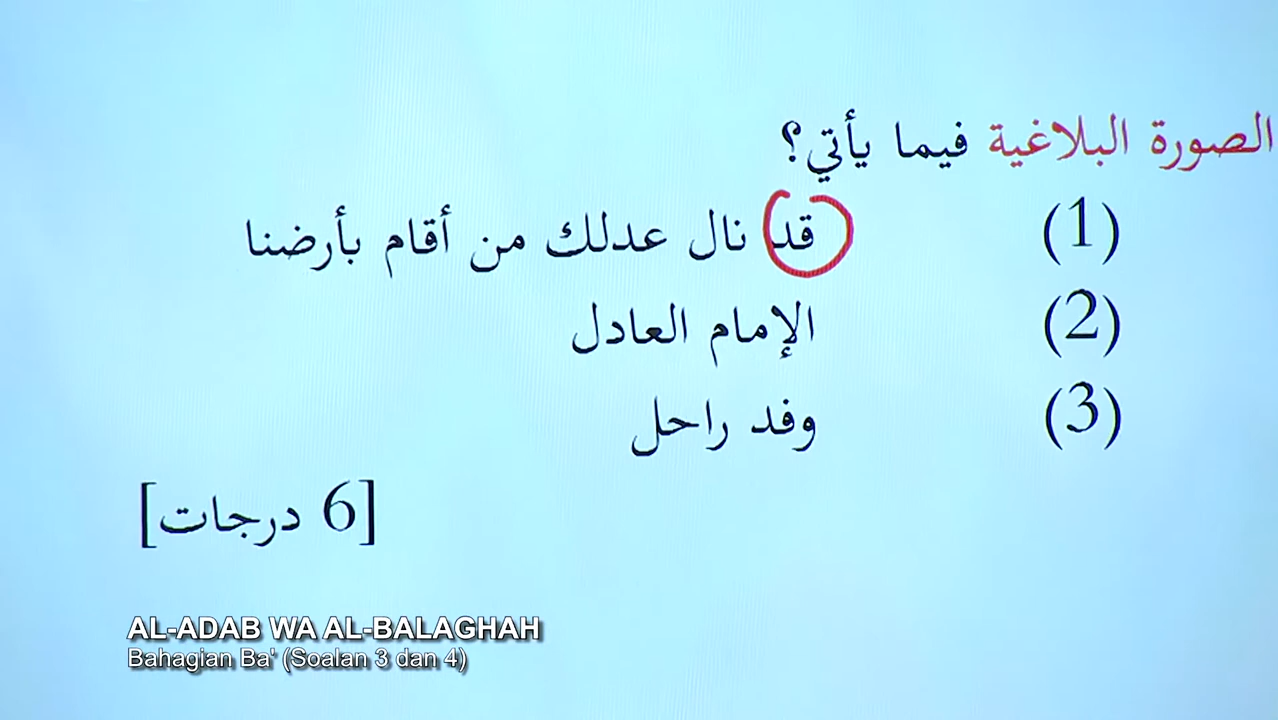 الصورة البلاغية فيما يأتي؟
(1) قد نال عدلك من أقام بأرضنا
(2) الإمام العادل
(3) وفد راحل
[6 درجات]
AL-ADAB WA AL-BALAGHAH
Bahagian Ba' (Soalan 3 dan 4)